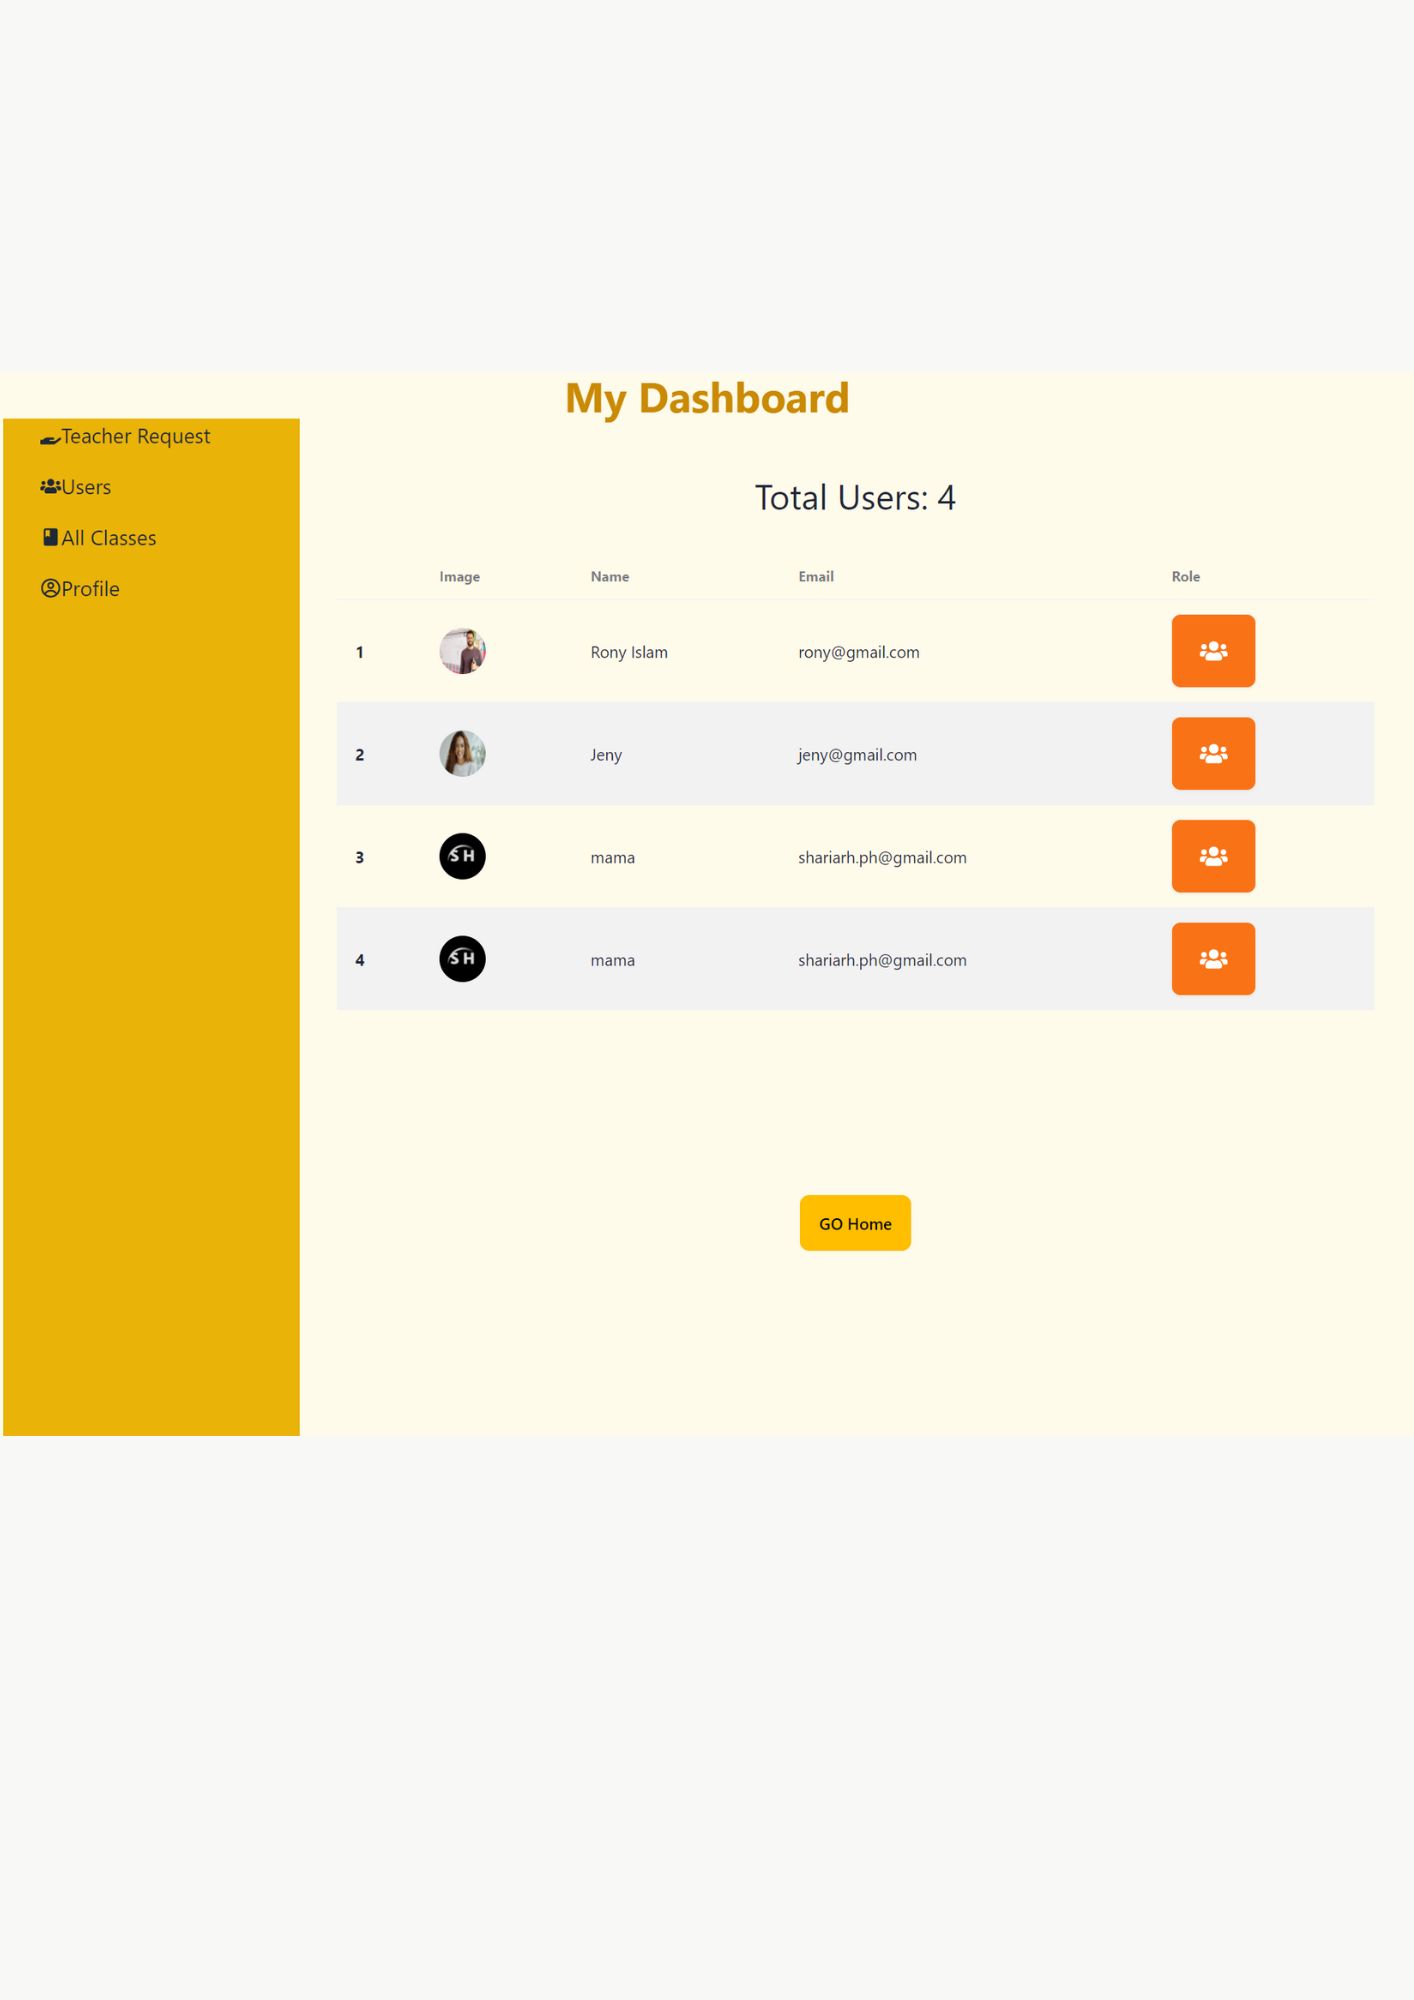 My Dashboard
Teacher Request
Users
All Classes
Profile
Total Users: 4
Image Name Email Role
1 Rony Islam rony@gmail.com
2 Jeny jeny@gmail.com
3 SH mama shariarh.ph@gmail.com
4 SH mama shariarh.ph@gmail.com
GO Home